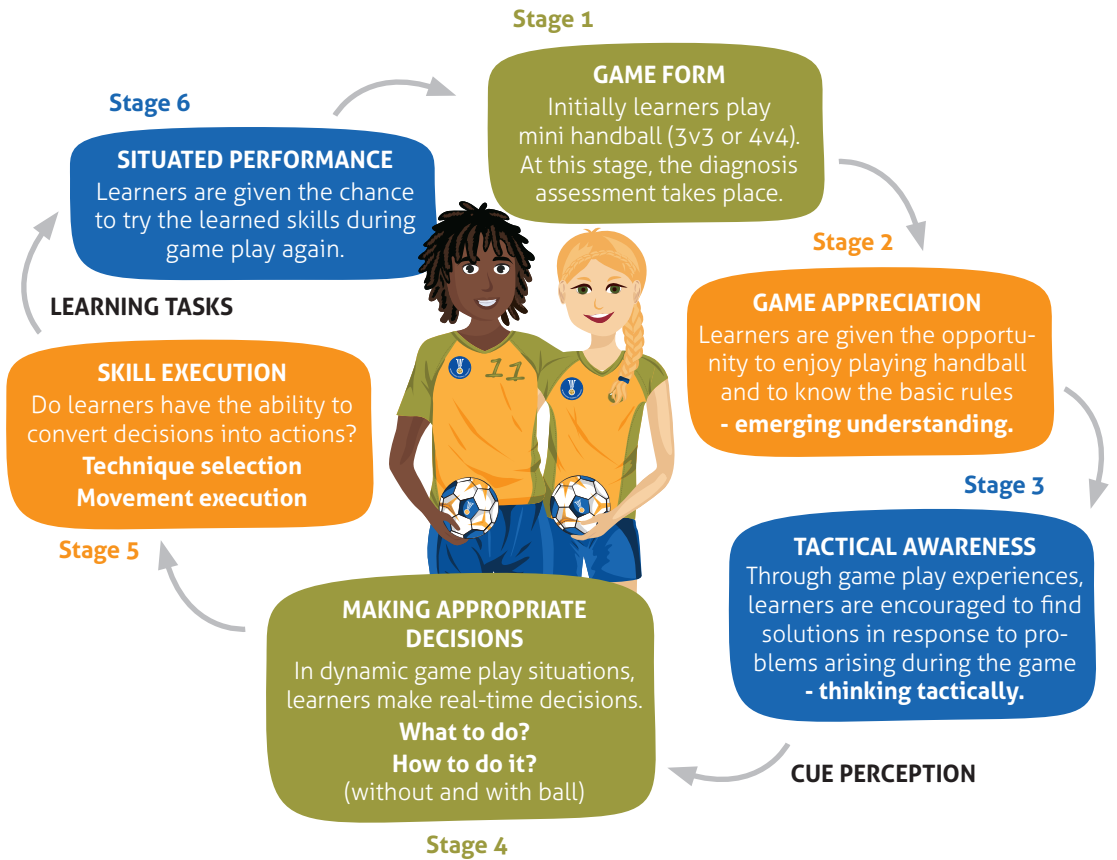 Stage 1
GAME FORM
Initially learners play
mini handball (3v3 or 4v4).
At this stage, the diagnosis
assessment takes place.
Stage 2
GAME APPRECIATION
Learners are given the opportu-
nity to enjoy playing handball
and to know the basic rules
- emerging understanding.
Stage 3
TACTICAL AWARENESS
Through game play experiences,
learners are encouraged to find
solutions in response to pro-
blems arising during the game
- thinking tactically.
CUE PERCEPTION
MAKING APPROPRIATE
DECISIONS
In dynamic game play situations,
learners make real-time decisions.
What to do?
How to do it?
(without and with ball)
Stage 4
SKILL EXECUTION
Do learners have the ability to
convert decisions into actions?
Technique selection
Movement execution
Stage 5
LEARNING TASKS
Stage 6
SITUATED PERFORMANCE
Learners are given the chance
to try the learned skills during
game play again.
11